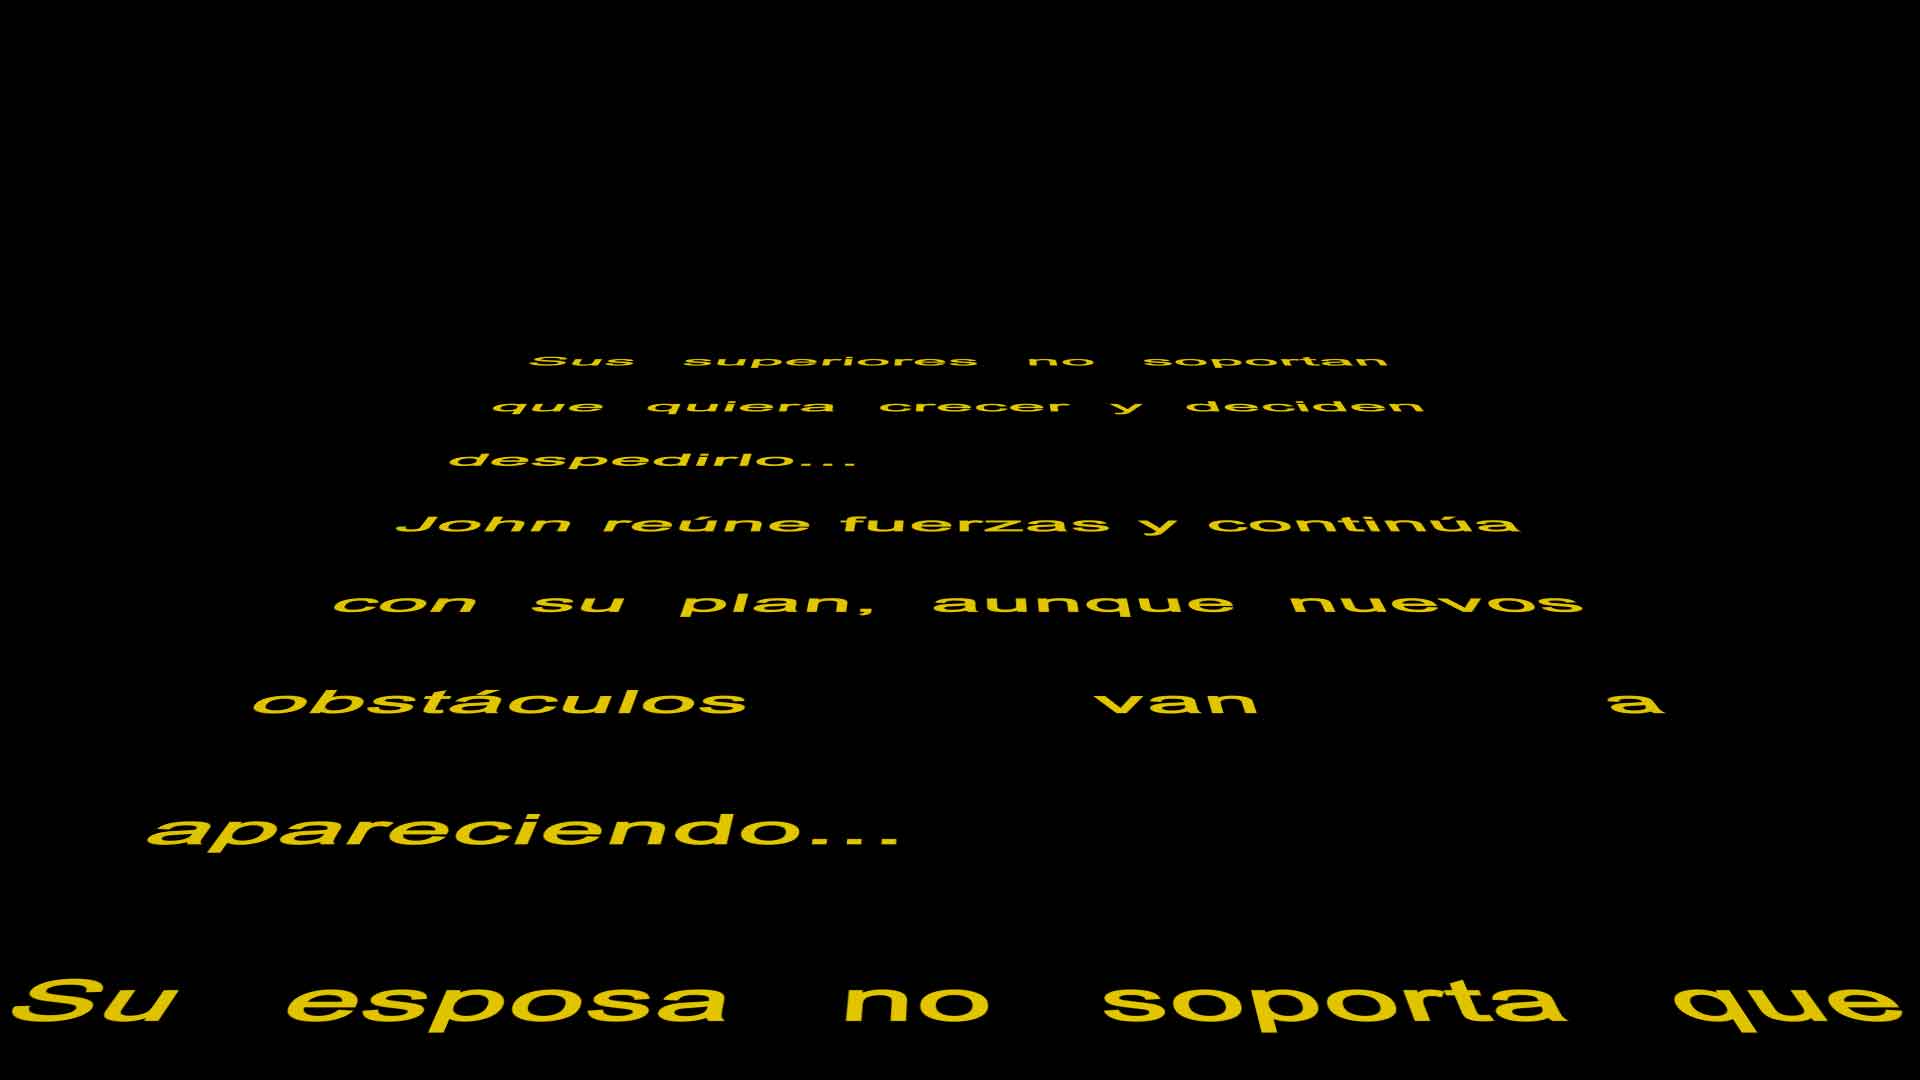 Sus superiores no soportan
que quiera crecer y deciden
despedirlo...
John reúne fuerzas y continúa
con su plan, aunque nuevos
obstáculos van a
apareciendo...
Su esposa no soporta que